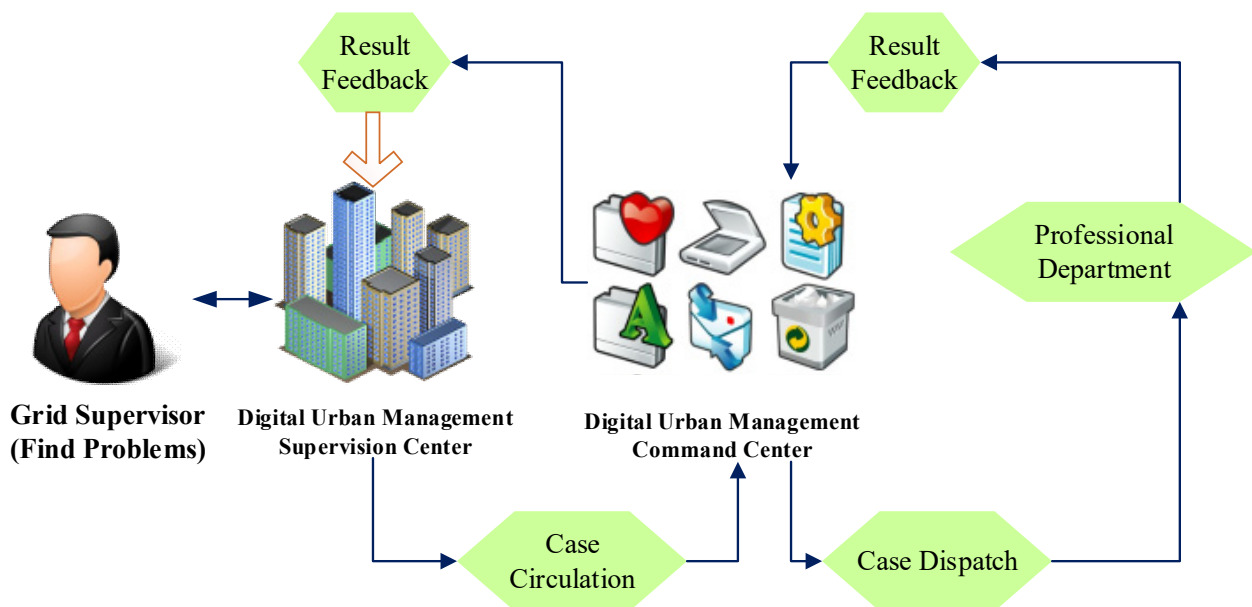 Result
Feedback
Result
Feedback
Professional
Department
Grid Supervisor
(Find Problems)
Digital Urban Management
Supervision Center
Digital Urban Management
Command Center
Case
Circulation
Case Dispatch